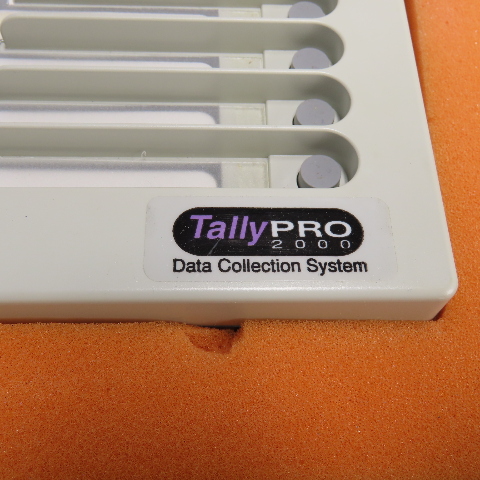 TallyPRO
2000
Data Collection System